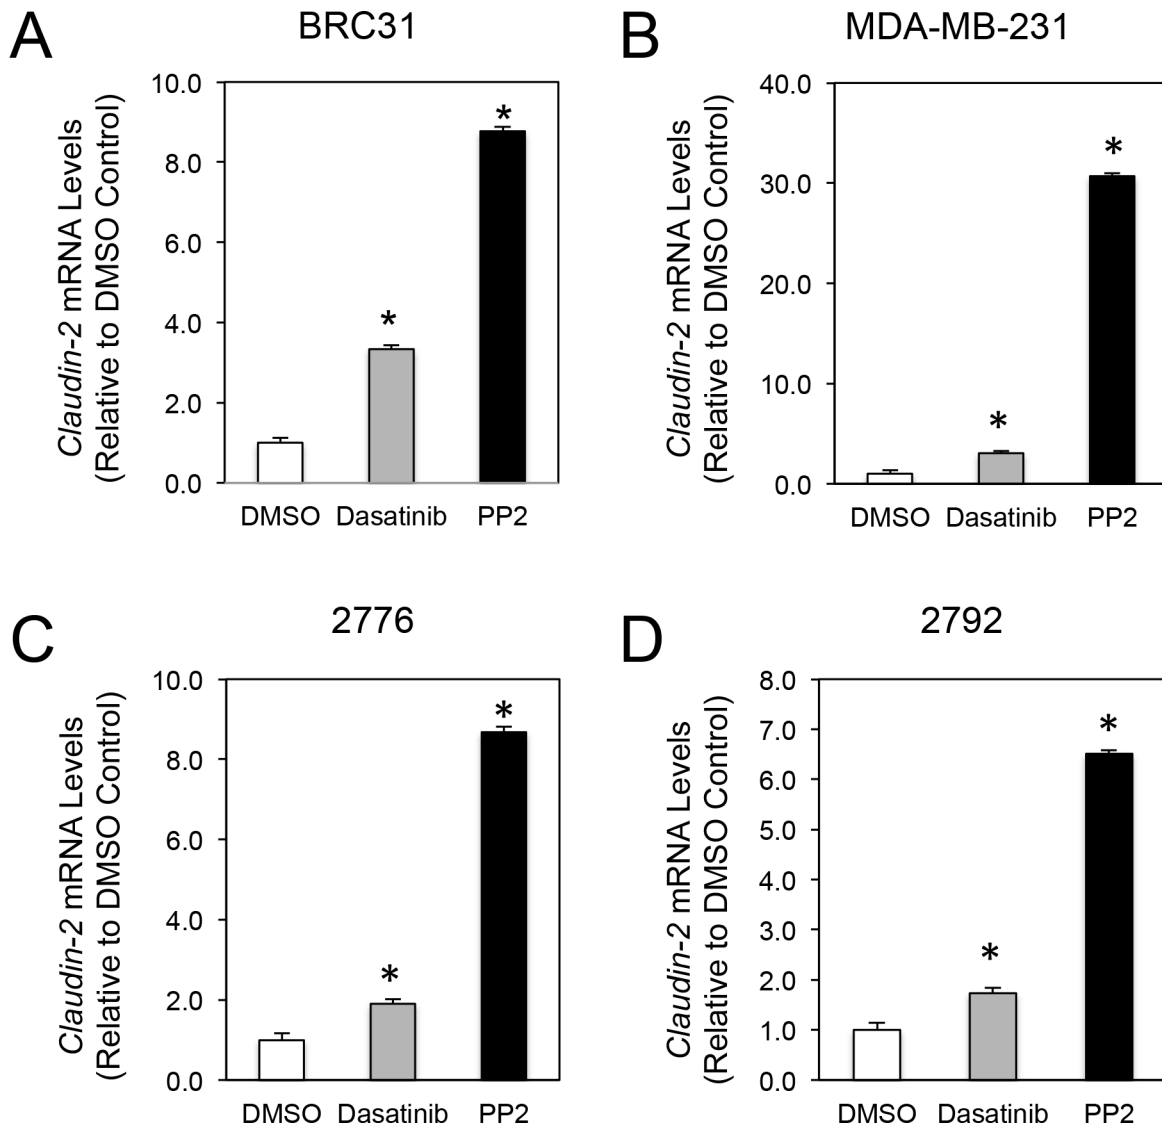 A
BRC31
Claudin-2 mRNA Levels
(Relative to DMSO Control)
10.0
8.0
6.0
4.0
2.0
0.0
*
*
DMSO Dasatinib PP2
B
MDA-MB-231
Claudin-2 mRNA Levels
(Relative to DMSO Control)
40.0
30.0
20.0
10.0
0.0
*
*
DMSO Dasatinib PP2
C
2776
Claudin-2 mRNA Levels
(Relative to DMSO Control)
10.0
8.0
6.0
4.0
2.0
0.0
*
*
DMSO Dasatinib PP2
D
2792
Claudin-2 mRNA Levels
(Relative to DMSO Control)
8.0
7.0
6.0
5.0
4.0
3.0
2.0
1.0
0.0
*
*
DMSO Dasatinib PP2